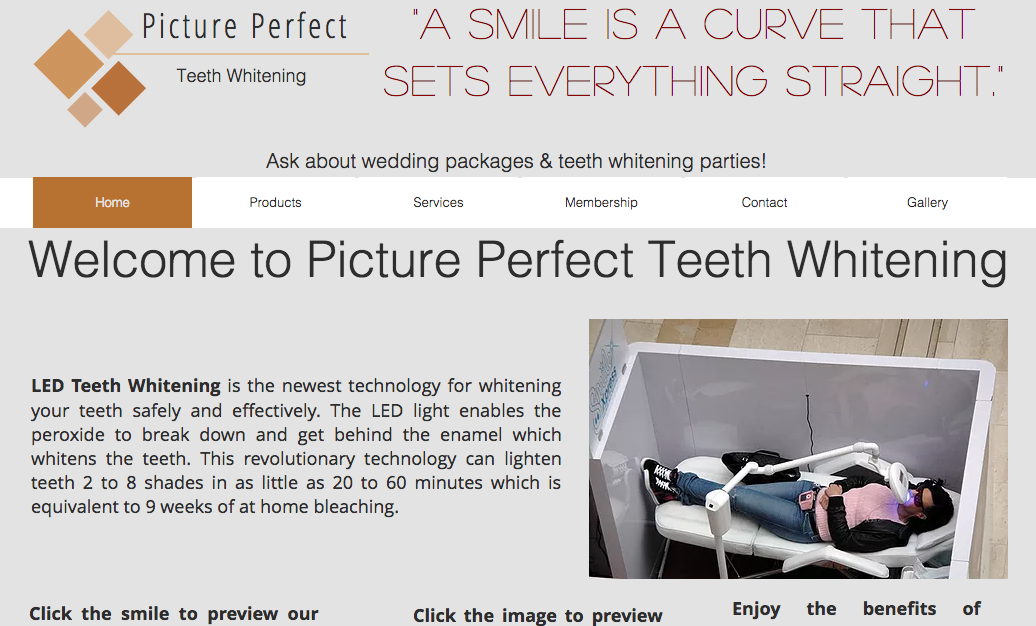 Picture Perfect
Teeth Whitening
"A SMILE IS A CURVE THAT
SETS EVERYTHING STRAIGHT."
Ask about wedding packages & teeth whitening parties!
Home Products Services Membership Contact Gallery
Welcome to Picture Perfect Teeth Whitening
LED Teeth Whitening is the newest technology for whitening
your teeth safely and effectively. The LED light enables the
peroxide to break down and get behind the enamel which
whitens the teeth. This revolutionary technology can lighten
teeth 2 to 8 shades in as little as 20 to 60 minutes which is
equivalent to 9 weeks of at home bleaching.
Click the smile to preview our
Click the image to preview
Enjoy the benefits of